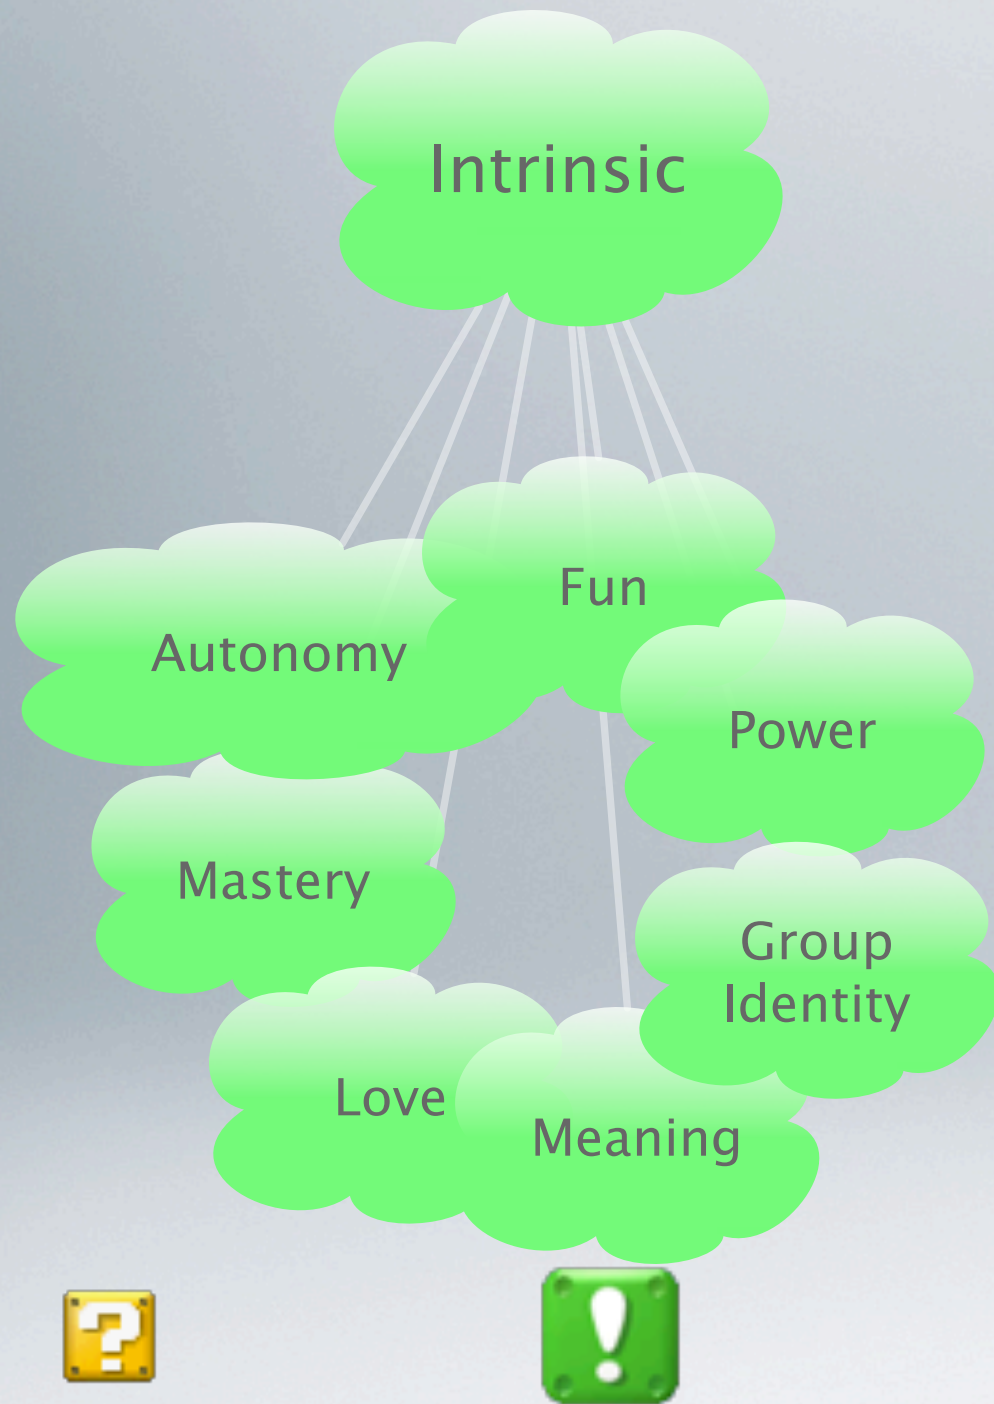 Intrinsic
Fun
Autonomy
Power
Mastery
Group
Identity
Love
Meaning
?
!